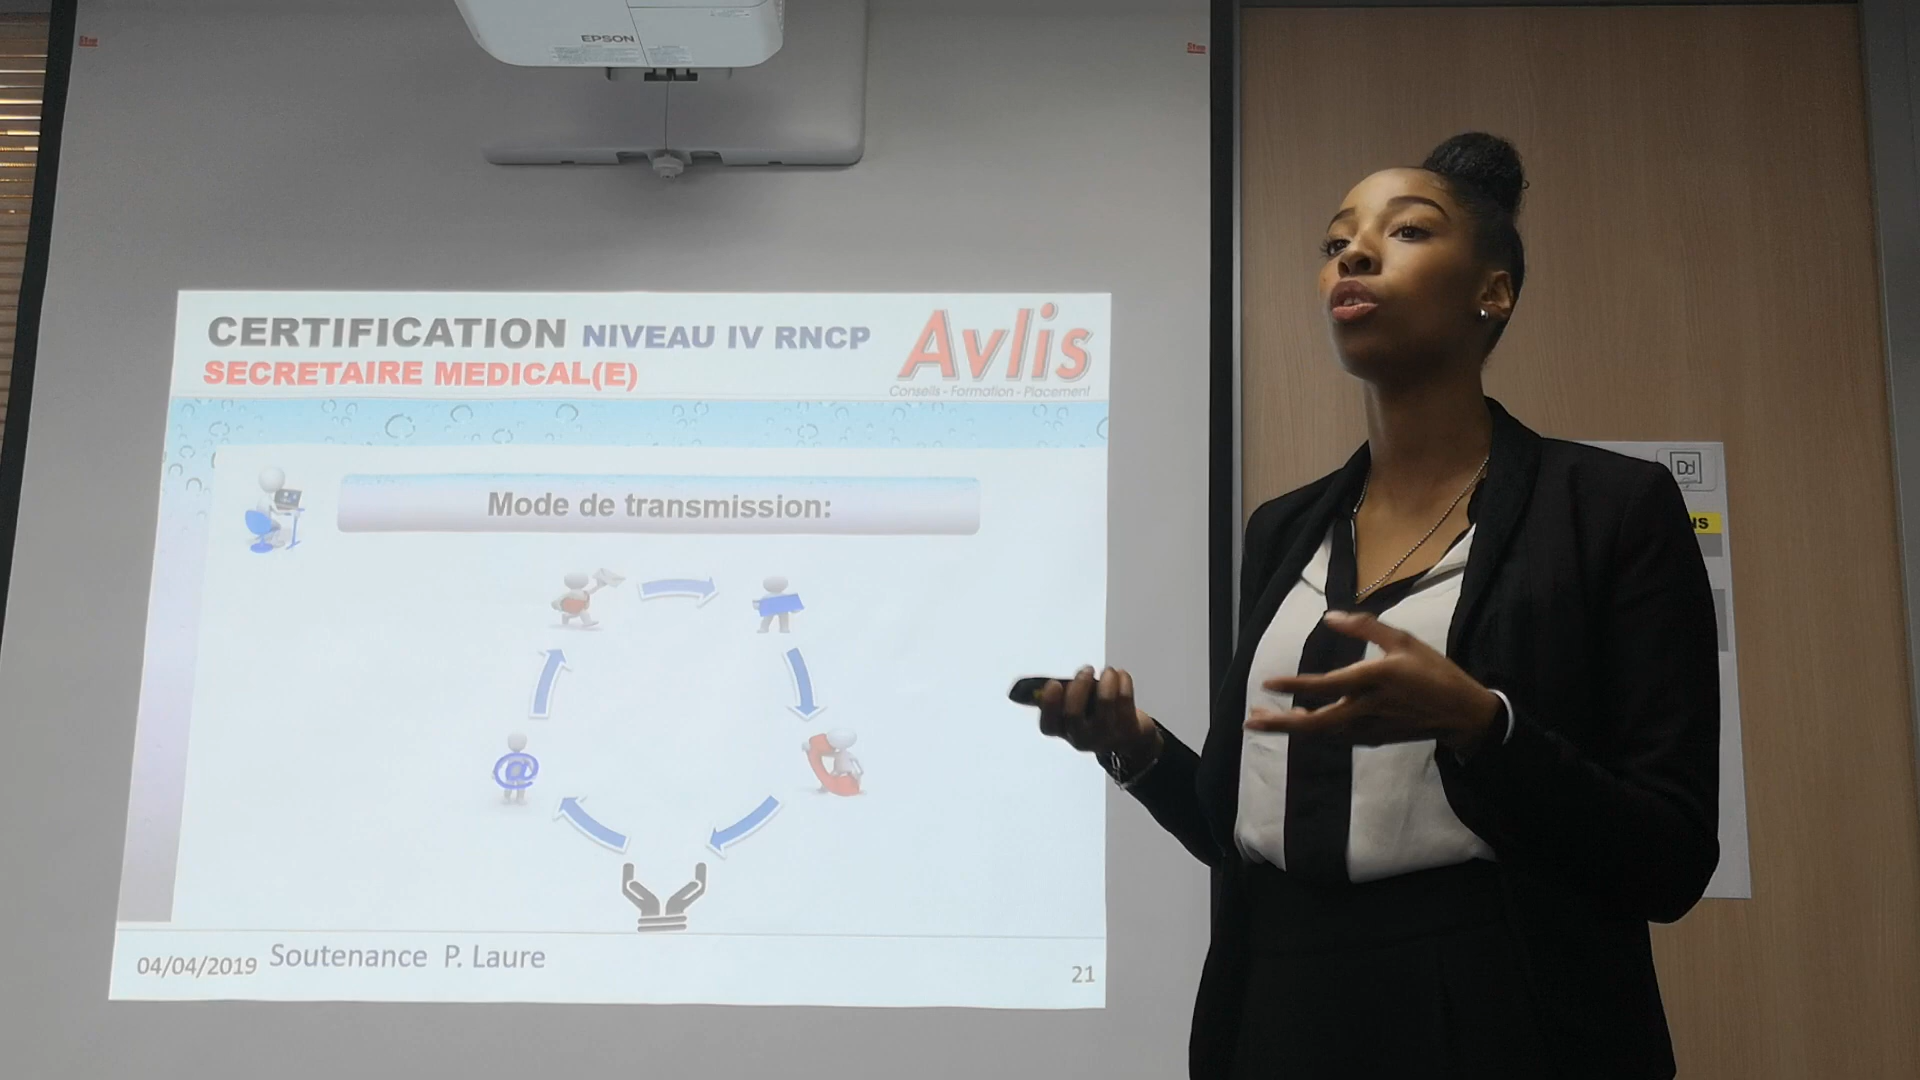 EPSON
CERTIFICATION NIVEAU IV RNCP
SECRETAIRE MEDICAL(E)
Avlis
Conseils - Formation - Placement
Mode de transmission:
@
04/04/2019 Soutenance P. Laure
21
Dd